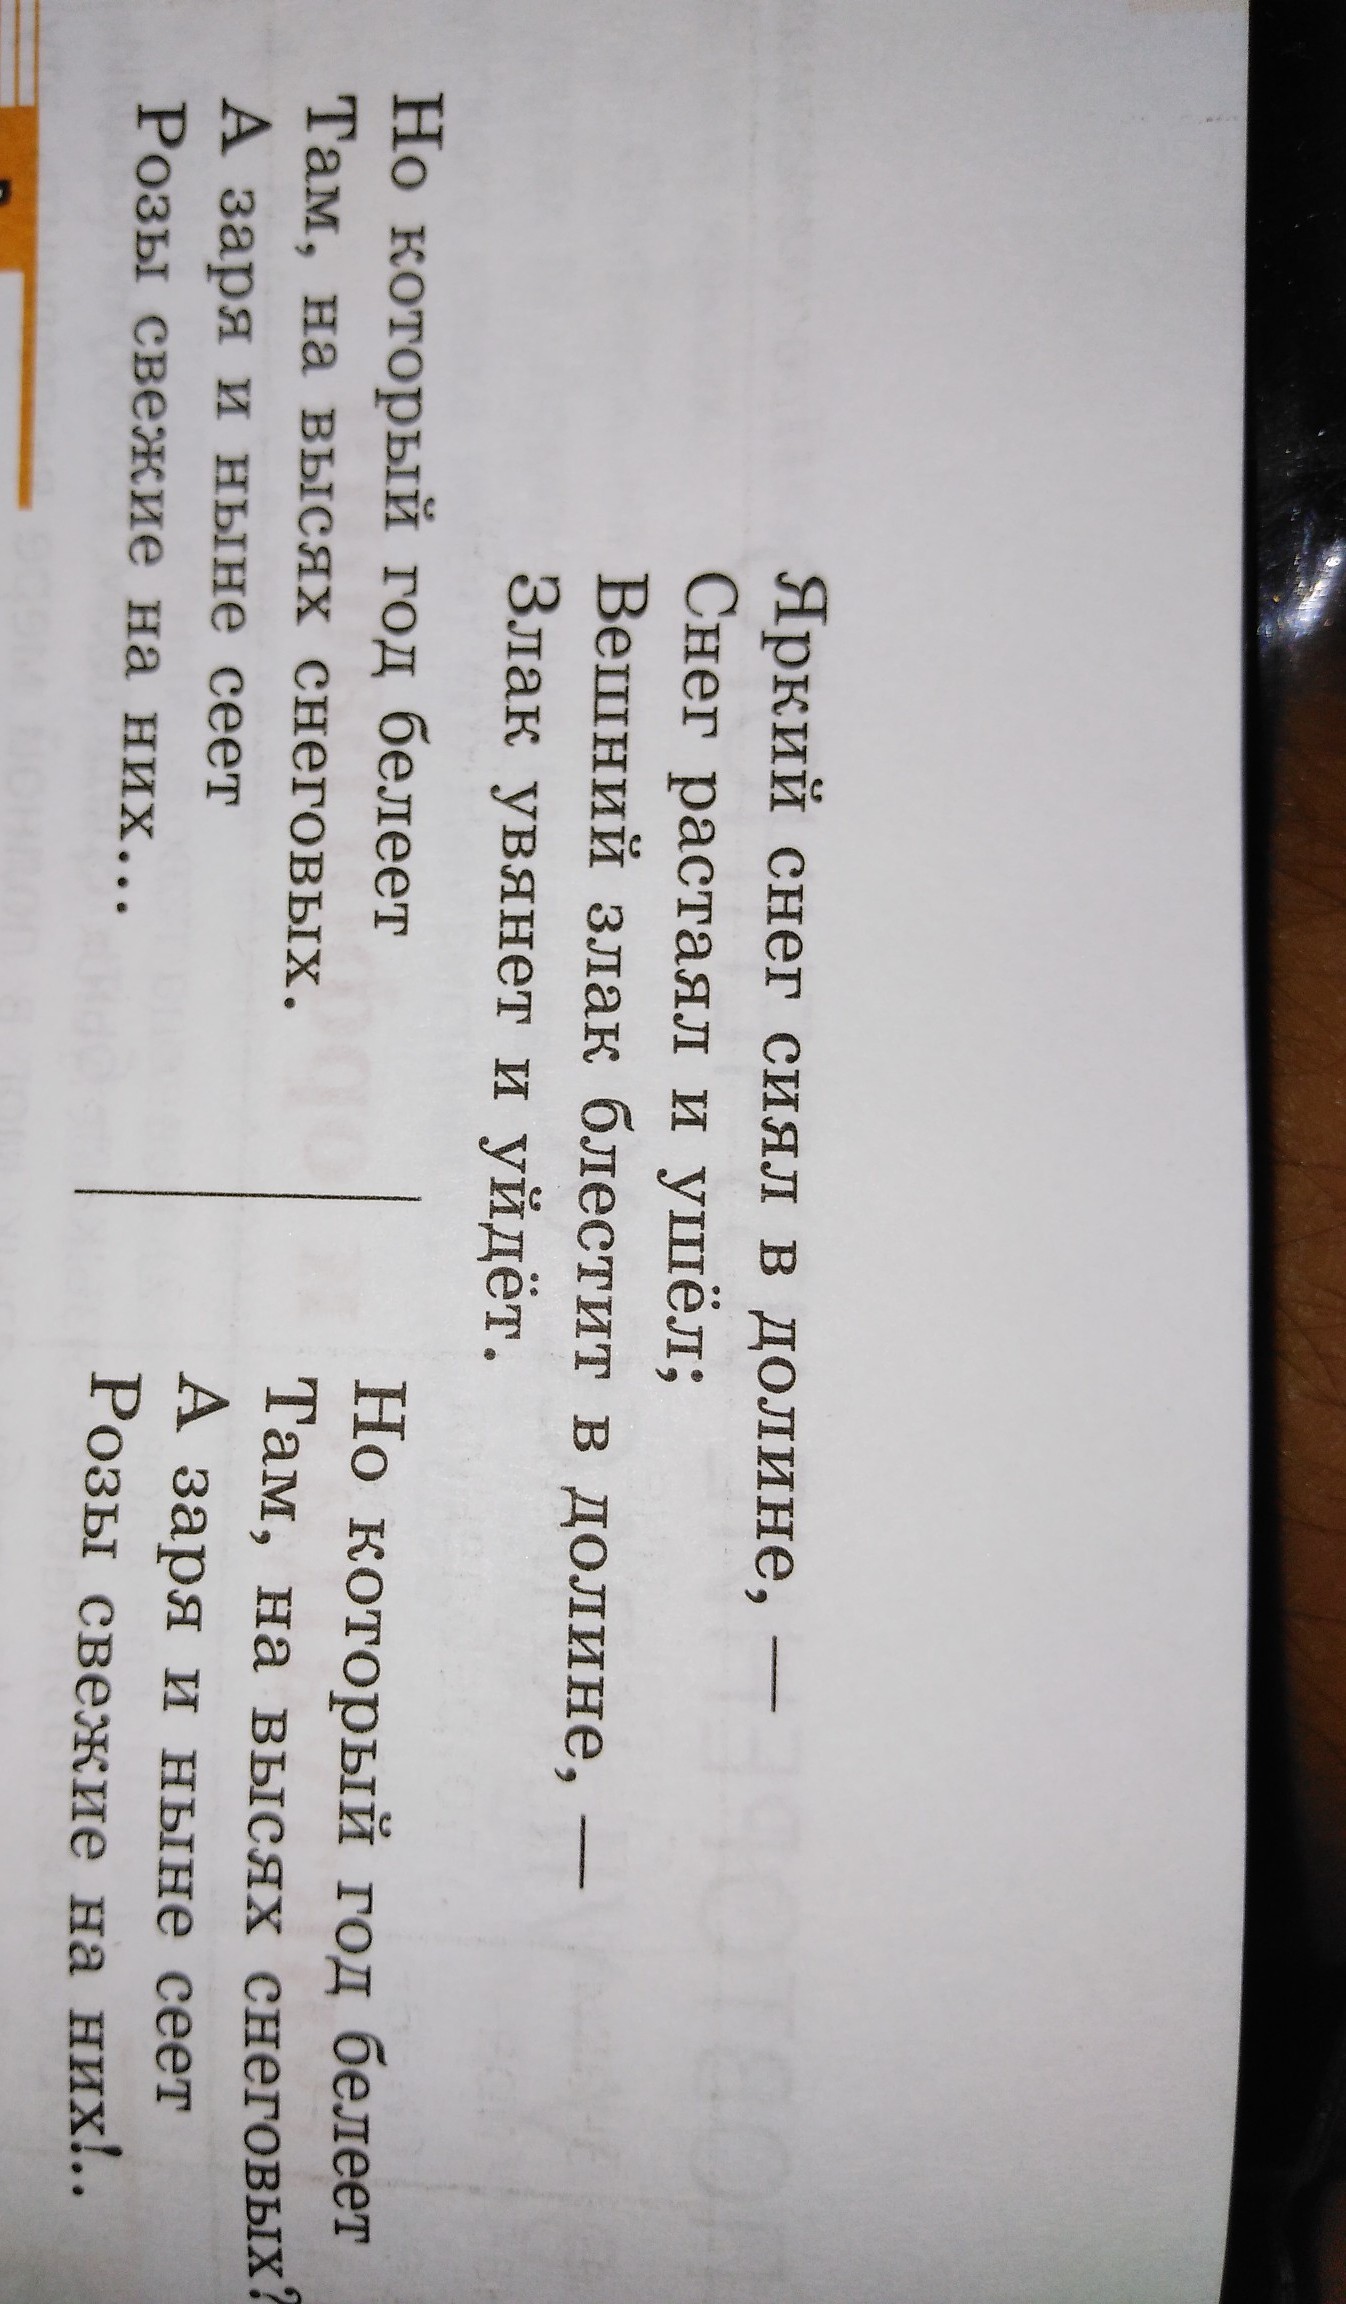 Яркий снег сиял в долине, —
Снег растаял и ушёл;
Вешний злак блестит в долине, —
Злак увянет и уйдёт.
Но который год белеет
Там, на высях снеговых.
А заря и ныне сеет
Розы свежие на них...
Но который год белеет
Там, на высях снеговых?
А заря и ныне сеет
Розы свежие на них!..